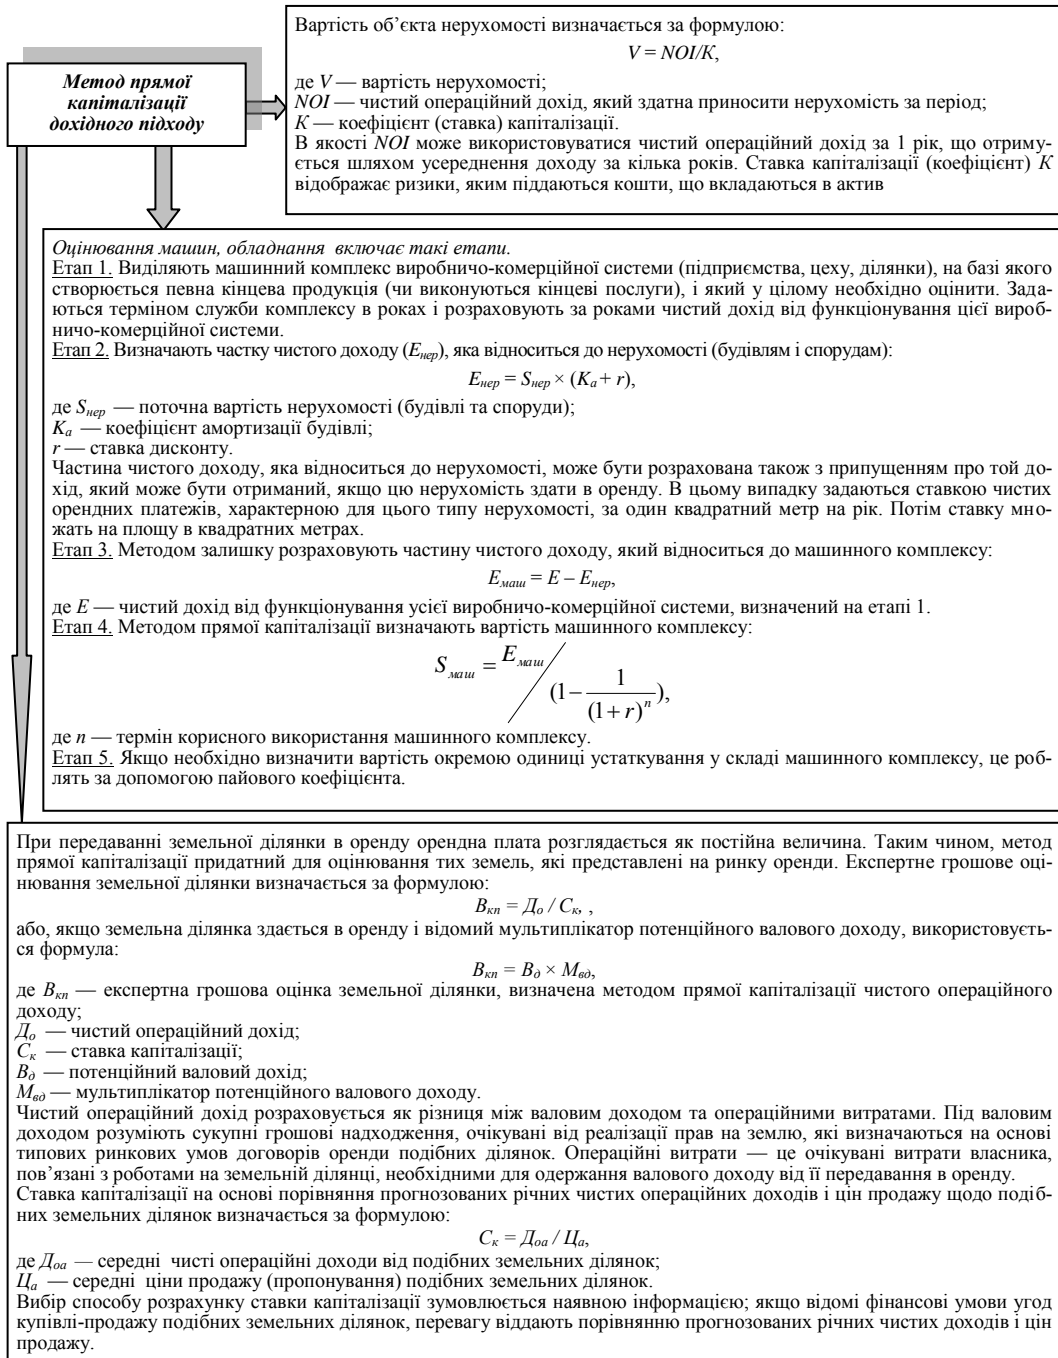 Метод прямої
капіталізації
дохідного підходу
Вартість об’єкта нерухомості визначається за формулою:
V = NOI/K,
де V — вартість нерухомості;
NOI — чистий операційний дохід, який здатна приносити нерухомість за період;
K — коефіцієнт (ставка) капіталізації.
В якості NOI може використовуватися чистий операційний дохід за 1 рік, що отриму-
ється шляхом усереднення доходу за кілька років. Ставка капіталізації (коефіцієнт) K
відображає ризики, яким піддаються кошти, що вкладаються в актив
Оцінювання машин, обладнання включає такі етапи.
Етап 1. Виділяють машинний комплекс виробничо-комерційної системи (підприємства, цеху, ділянки), на базі якого
створюється певна кінцева продукція (чи виконуються кінцеві послуги), і який у цілому необхідно оцінити. Зада-
ються терміном служби комплексу в роках і розраховують за роками чистий дохід від функціонування цієї вироб-
ничо-комерційної системи.
Етап 2. Визначають частку чистого доходу (Eнер), яка відноситься до нерухомості (будівлям і спорудам):
Eнер = Sнер × (Ka + r),
де Sнер — поточна вартість нерухомості (будівлі та споруди);
Ka — коефіцієнт амортизації будівлі;
r — ставка дисконту.
Частина чистого доходу, яка відноситься до нерухомості, може бути розрахована також з припущенням про той до-
хід, який може бути отриманий, якщо цю нерухомість здати в оренду. В цьому випадку задаються ставкою чистих
орендних платежів, характерною для цього типу нерухомості, за один квадратний метр на рік. Потім ставку мно-
жать на площу в квадратних метрах.
Етап 3. Методом залишку розраховують частину чистого доходу, який відноситься до машинного комплексу:
Eмаш = E – Eнер,
де E — чистий дохід від функціонування усієї виробничо-комерційної системи, визначений на етапі 1.
Етап 4. Методом прямої капіталізації визначають вартість машинного комплексу:
Sмаш = Eмаш / (1 – 1/(1 + r)^n),
де n — термін корисного використання машинного комплексу.
Етап 5. Якщо необхідно визначити вартість окремою одиниці устаткування у складі машинного комплексу, це роб-
лять за допомогою пайового коефіцієнта.
При передаванні земельної ділянки в оренду орендна плата розглядається як постійна величина. Таким чином, метод
прямої капіталізації придатний для оцінювання тих земель, які представлені на ринку оренди. Експертне грошове оці-
нювання земельної ділянки визначається за формулою:
Вкп = До / Ск, ,
або, якщо земельна ділянка здається в оренду і відомий мультиплікатор потенційного валового доходу, використовуєть-
ся формула:
Вкп = Вд × Мвд,
де Вкп — експертна грошова оцінка земельної ділянки, визначена методом прямої капіталізації чистого операційного
доходу;
До — чистий операційний дохід;
Ск — ставка капіталізації;
Вд — потенційний валовий дохід;
Мвд — мультиплікатор потенційного валового доходу.
Чистий операційний дохід розраховується як різниця між валовим доходом та операційними витратами. Під валовим
доходом розуміють сукупні грошові надходження, очікувані від реалізації прав на землю, які визначаються на основі
типових ринкових умов договорів оренди подібних ділянок. Операційні витрати — це очікувані витрати власника,
пов’язані з роботами на земельній ділянці, необхідними для одержання валового доходу від її передавання в оренду.
Ставка капіталізації на основі порівняння прогнозованих річних чистих операційних доходів і цін продажу щодо подіб-
них земельних ділянок визначається за формулою:
Ск = Доа / Ца,
де Доа — середні чисті операційні доходи від подібних земельних ділянок;
Ца — середні ціни продажу (пропонування) подібних земельних ділянок.
Вибір способу розрахунку ставки капіталізації зумовлюється наявною інформацією; якщо відомі фінансові умови угод
купівлі-продажу подібних земельних ділянок, перевагу віддають порівнянню прогнозованих річних чистих доходів і цін
продажу.